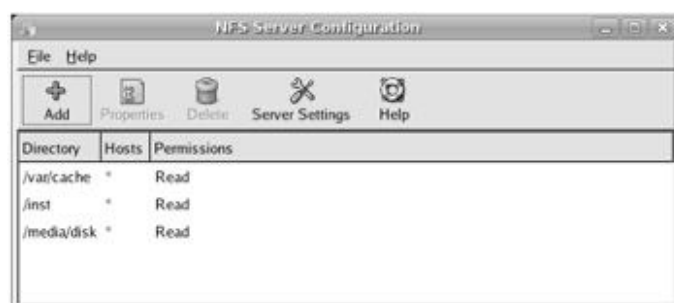 NFS Server Configuration
File Help
Add Properties Delete Server Settings Help
Directory Hosts Permissions
/var/cache * Read
/inst * Read
/media/disk * Read